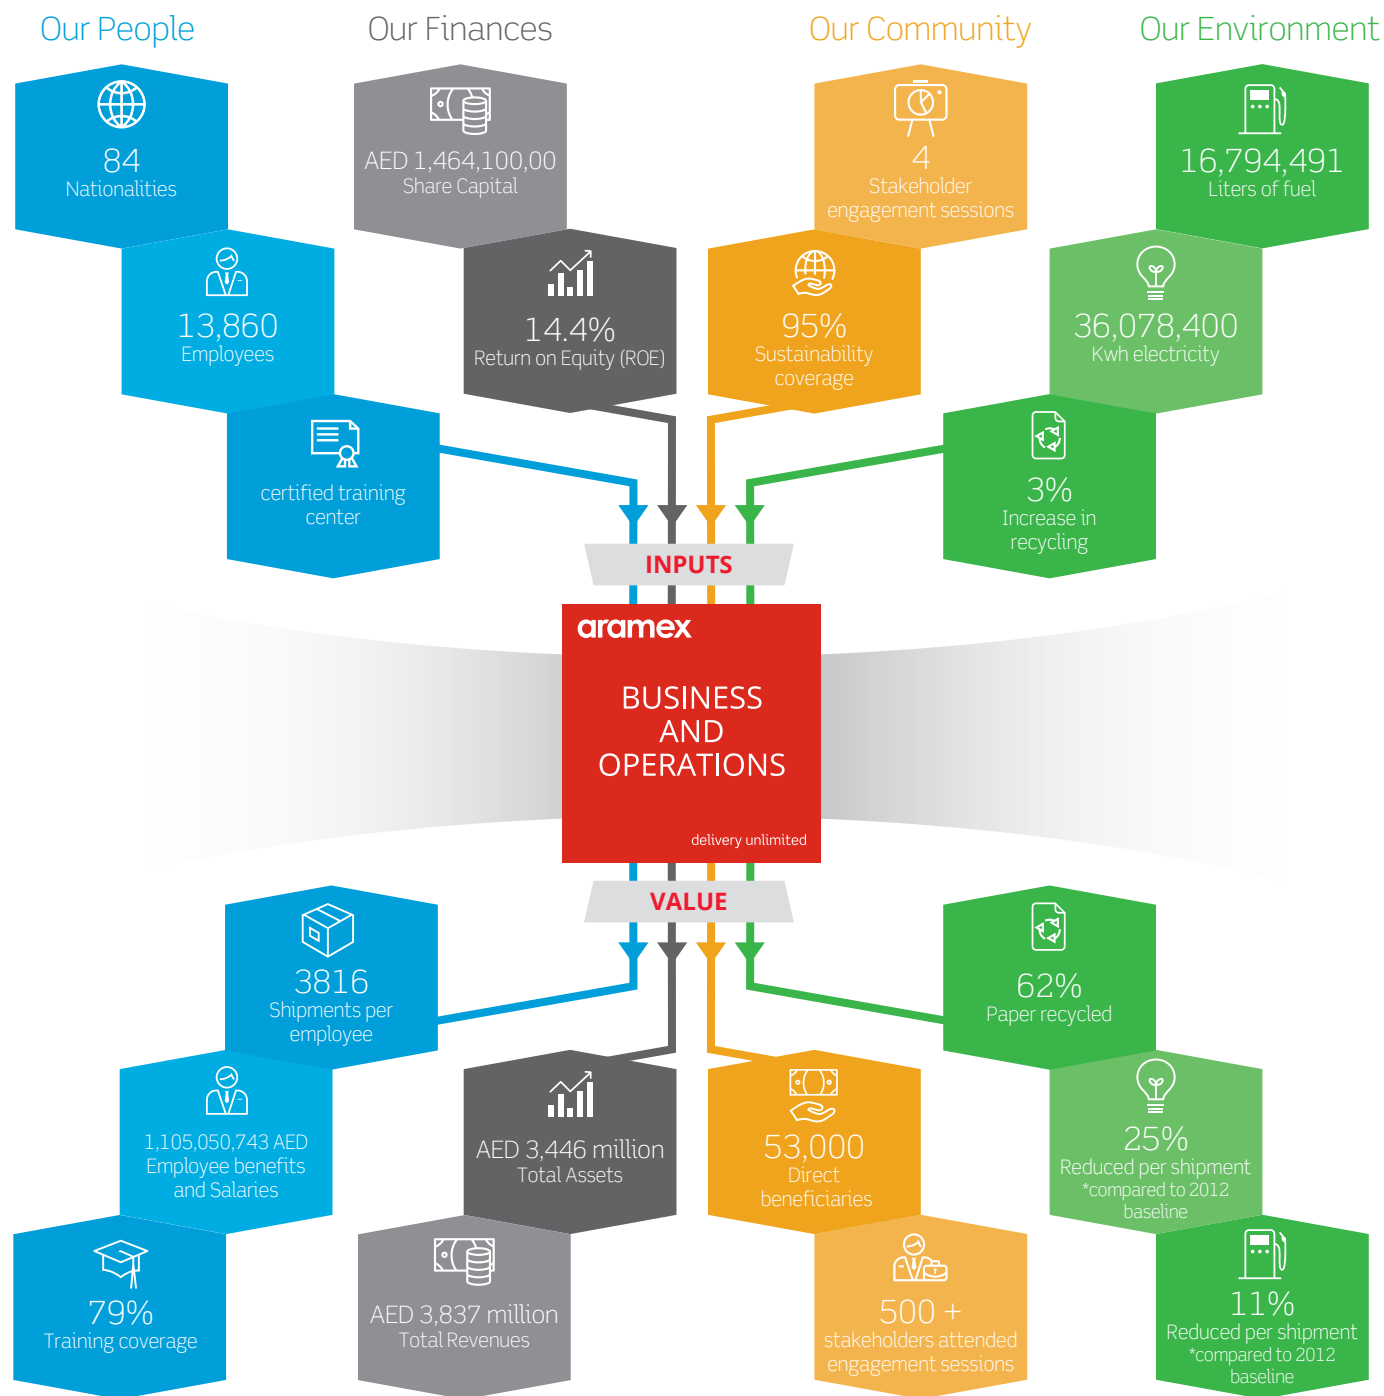 Our People
Our Finances
Our Community
Our Environment
84
Nationalities
AED 1,464,100,00
Share Capital
4
Stakeholder
engagement sessions
16,794,491
Liters of fuel
13,860
Employees
14.4%
Return on Equity (ROE)
95%
Sustainability
coverage
36,078,400
Kwh electricity
certified training
center
3%
Increase in
recycling
INPUTS
aramex
BUSINESS
AND
OPERATIONS
delivery unlimited
VALUE
3816
Shipments per
employee
62%
Paper recycled
1,105,050,743 AED
Employee benefits
and Salaries
AED 3,446 million
Total Assets
53,000
Direct
beneficiaries
25%
Reduced per shipment
*compared to 2012
baseline
79%
Training coverage
AED 3,837 million
Total Revenues
500 +
stakeholders attended
engagement sessions
11%
Reduced per shipment
*compared to 2012
baseline